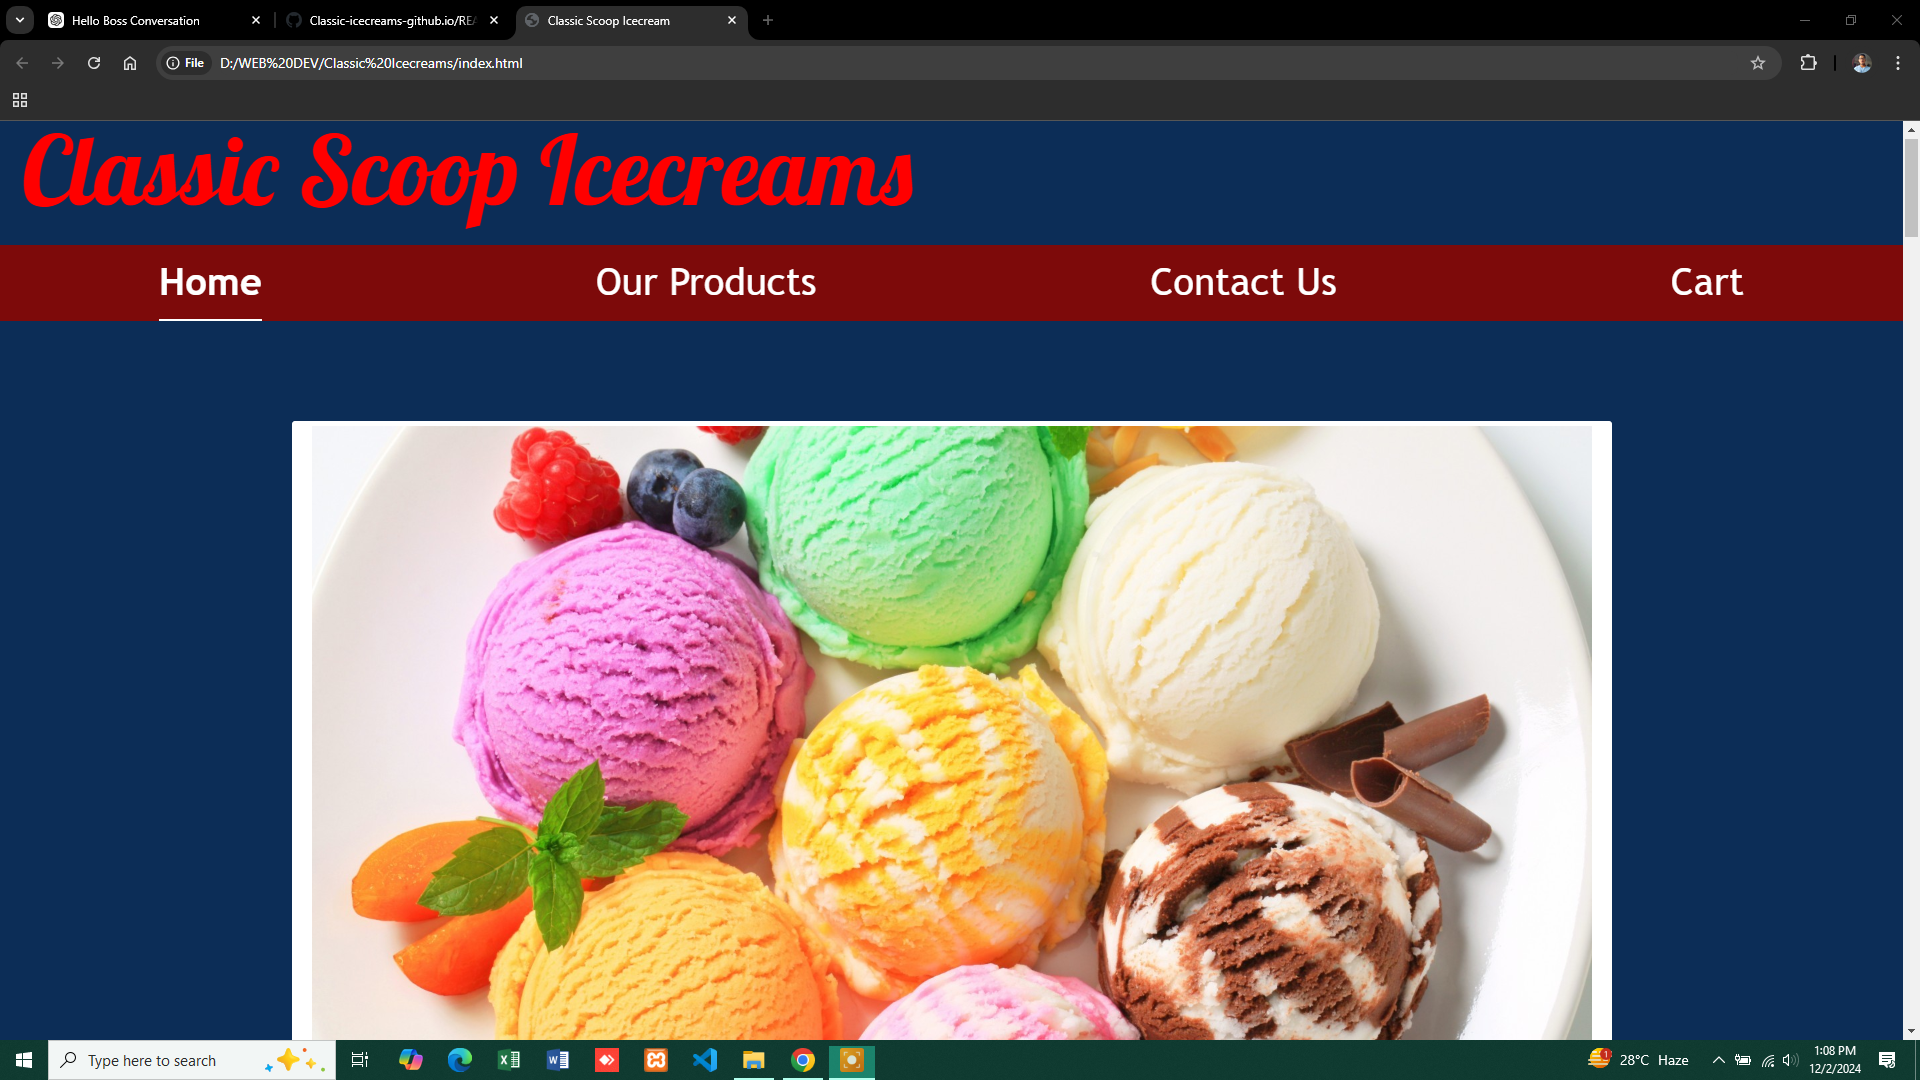 Hello Boss Conversation
Classic-icecreams-github.io/REA
Classic Scoop Icecream
File
D:/WEB%20DEV/Classic%20Icecreams/index.html
Classic Scoop Icecreams
Home
Our Products
Contact Us
Cart
Type here to search
1
28°C Haze
1:08 PM
12/2/2024